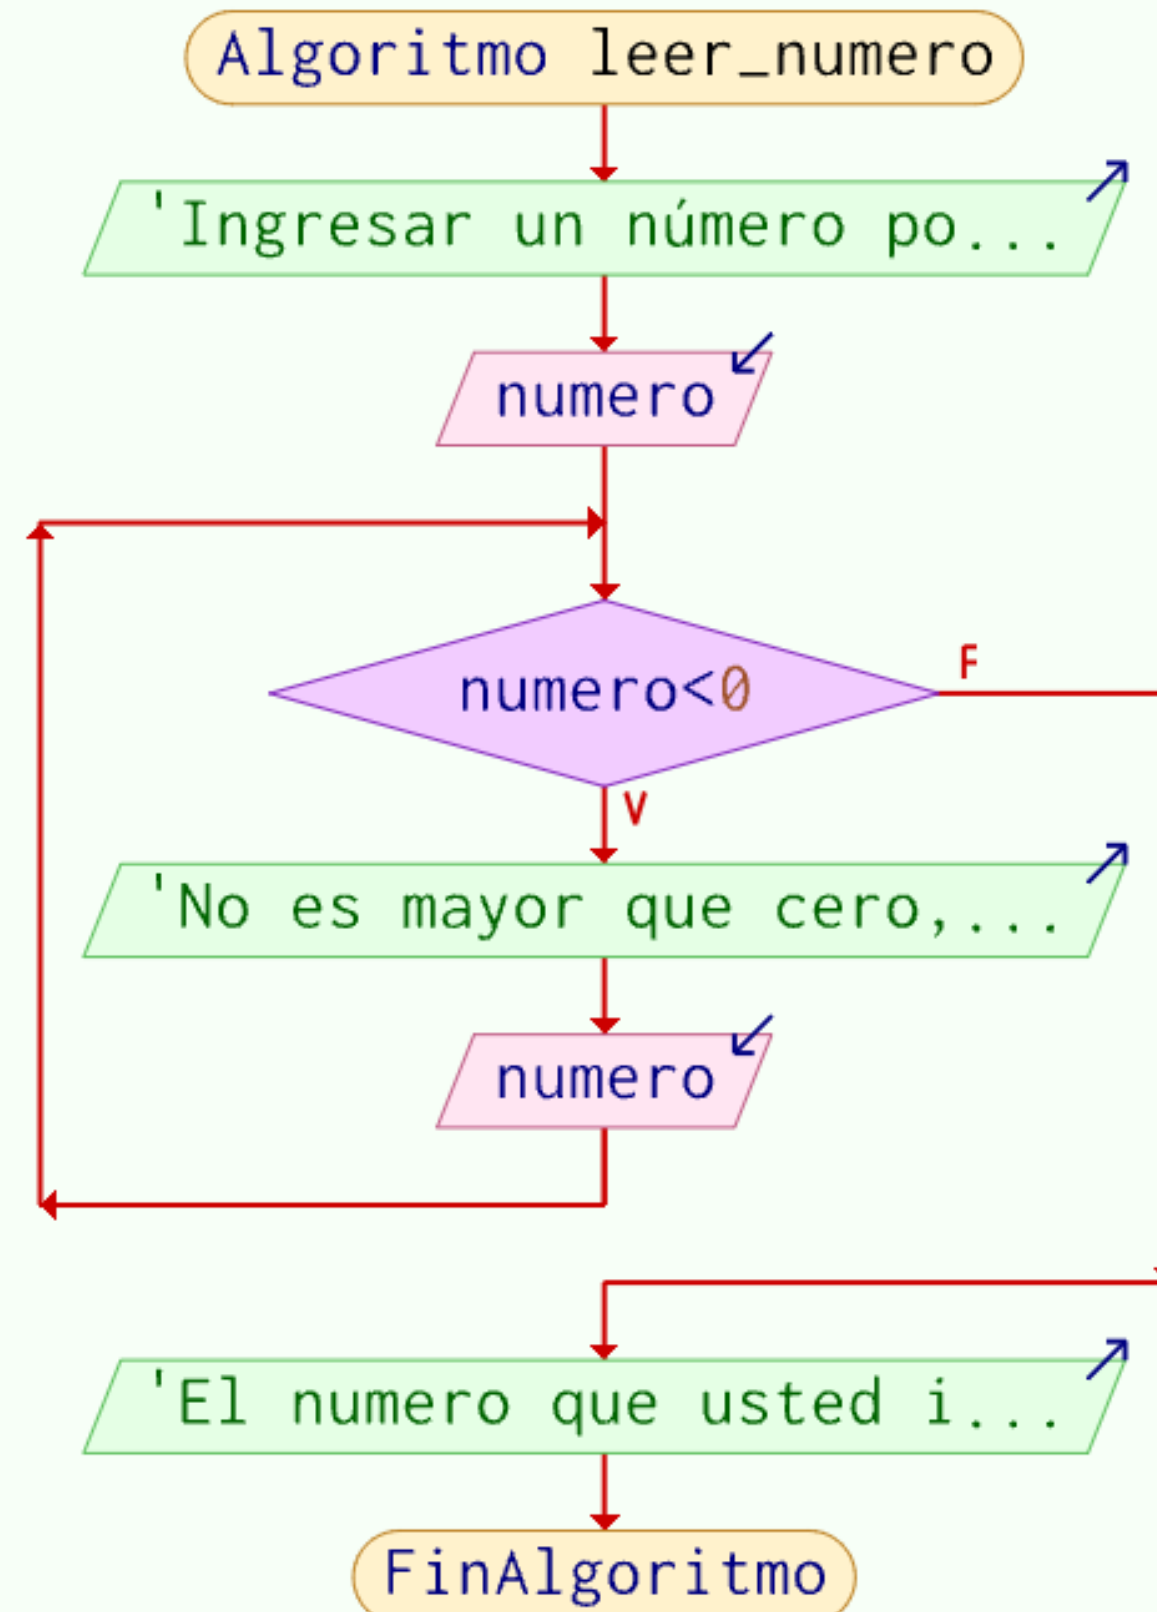 Algoritmo leer_numero
'Ingresar un número po...
numero
numero<0
F
V
'No es mayor que cero,...
numero
'El numero que usted i...
FinAlgoritmo